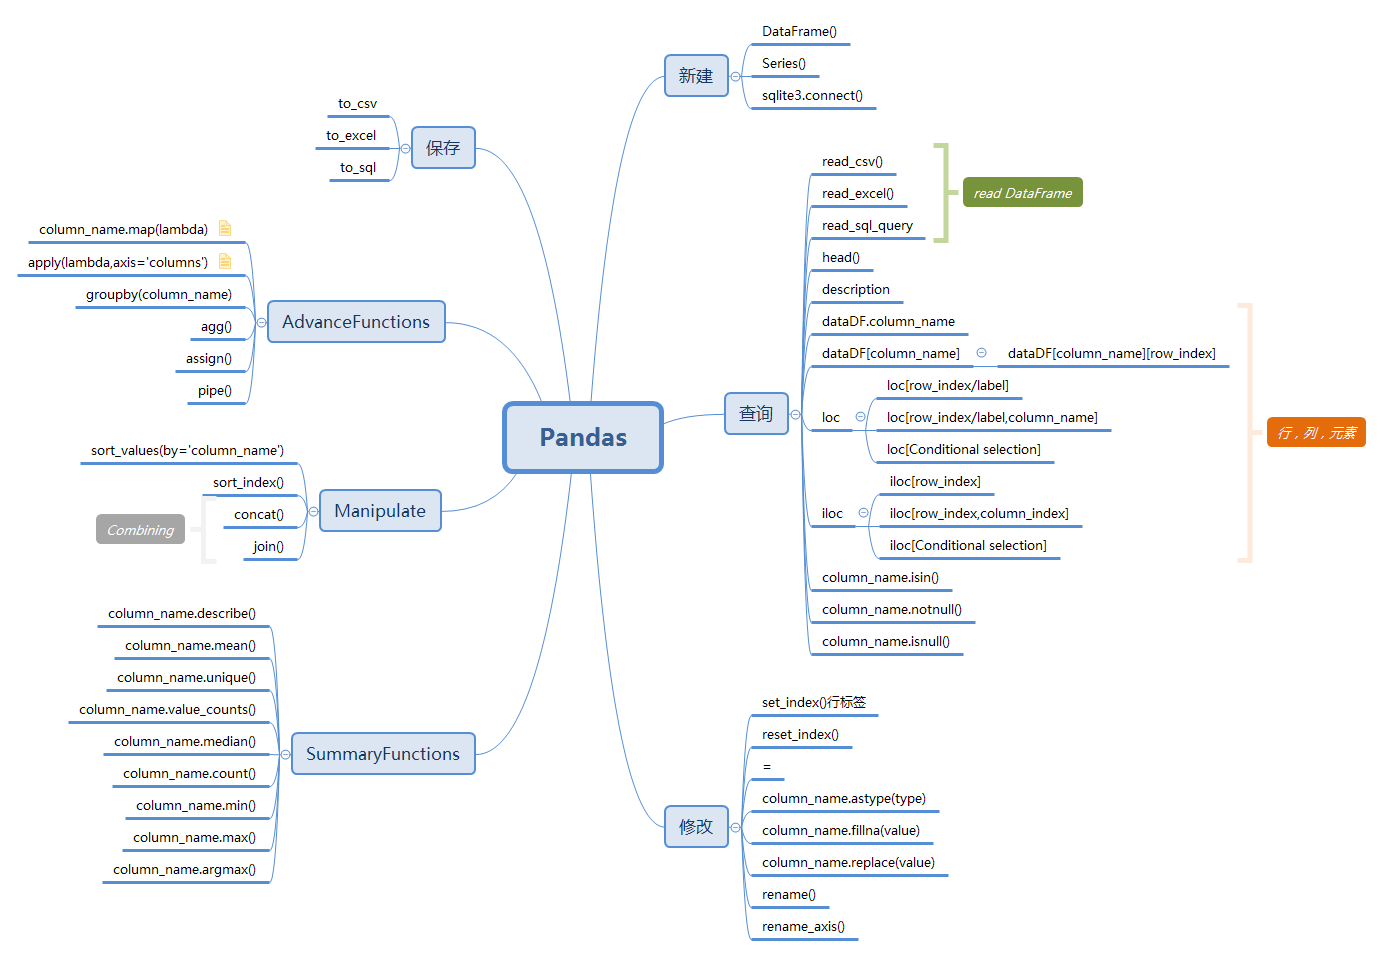 Pandas
新建
DataFrame()
Series()
sqlite3.connect()
查询
read_csv()
read_excel()
read_sql_query
read DataFrame
head()
description
dataDF.column_name
dataDF[column_name]
dataDF[column_name][row_index]
loc
loc[row_index/label]
loc[row_index/label,column_name]
loc[Conditional selection]
iloc
iloc[row_index]
iloc[row_index,column_index]
iloc[Conditional selection]
行，列，元素
column_name.isin()
column_name.notnull()
column_name.isnull()
修改
set_index()行标签
reset_index()
=
column_name.astype(type)
column_name.fillna(value)
column_name.replace(value)
rename()
rename_axis()
保存
to_csv
to_excel
to_sql
AdvanceFunctions
column_name.map(lambda)
apply(lambda,axis='columns')
groupby(column_name)
agg()
assign()
pipe()
Manipulate
sort_values(by='column_name')
sort_index()
concat()
join()
Combining
SummaryFunctions
column_name.describe()
column_name.mean()
column_name.unique()
column_name.value_counts()
column_name.median()
column_name.count()
column_name.min()
column_name.max()
column_name.argmax()